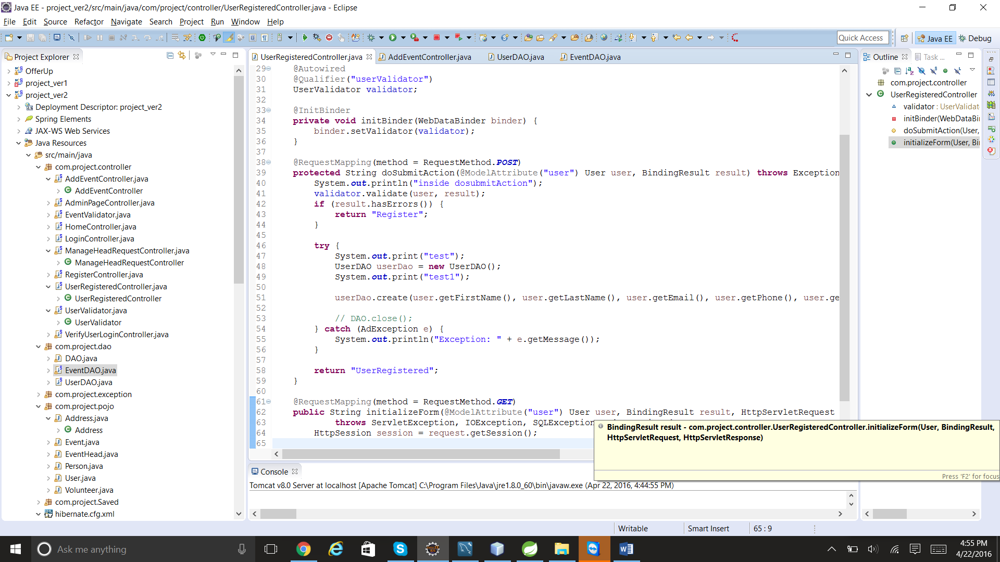 Java EE - project_ver2/src/main/java/com/project/controller/UserRegisteredController.java - Eclipse
File Edit Source Refactor Navigate Search Project Run Window Help
Quick Access
Java EE
Debug
Project Explorer
OfferUp
project_ver1
project_ver2
Deployment Descriptor: project_ver2
Spring Elements
JAX-WS Web Services
Java Resources
src/main/java
com.project.controller
AddEventController.java
AddEventController
AdminPageController.java
EventValidator.java
HomeController.java
LoginController.java
ManageHeadRequestController.java
ManageHeadRequestController
RegisterController.java
UserRegisteredController.java
UserRegisteredController
UserValidator.java
UserValidator
VerifyUserLoginController.java
com.project.dao
DAO.java
EventDAO.java
UserDAO.java
com.project.exception
com.project.pojo
Address.java
Address
Event.java
EventHead.java
Person.java
User.java
Volunteer.java
com.project.Saved
hibernate.cfg.xml
UserRegisteredController.java AddEventController.java UserDAO.java EventDAO.java
29 @Autowired
30 @Qualifier("userValidator")
31 UserValidator validator;
32
33 @InitBinder
34 private void initBinder(WebDataBinder binder) {
35 binder.setValidator(validator);
36 }
37
38 @RequestMapping(method = RequestMethod.POST)
39 protected String doSubmitAction(@ModelAttribute("user") User user, BindingResult result) throws Exception
40 System.out.println("inside dosubmitAction");
41 validator.validate(user, result);
42 if (result.hasErrors()) {
43 return "Register";
44 }
45
46 try {
47 System.out.print("test");
48 UserDAO userDao = new UserDAO();
49 System.out.print("test1");
50
51 userDao.create(user.getFirstName(), user.getLastName(), user.getEmail(), user.getPhone(), user.ge
52
53 // DAO.close();
54 } catch (AdException e) {
55 System.out.println("Exception: " + e.getMessage());
56 }
57
58 return "UserRegistered";
59 }
60
61 @RequestMapping(method = RequestMethod.GET)
62 public String initializeForm(@ModelAttribute("user") User user, BindingResult result, HttpServletRequest
63 throws ServletException, IOException, SQLException
64 HttpSession session = request.getSession();
65
BindingResult result - com.project.controller.UserRegisteredController.initializeForm(User, BindingResult,
HttpServletRequest, HttpServletResponse)
Press 'F2' for focus
Console
Tomcat v8.0 Server at localhost [Apache Tomcat] C:\Program Files\Java\jre1.8.0_60\bin\javaw.exe (Apr 22, 2016, 4:44:55 PM)
Outline
Task ...
com.project.controller
UserRegisteredController
validator : UserValidat
initBinder(WebDataBi
doSubmitAction(User,
initializeForm(User, Bi
Writable
Smart Insert
65 : 9
Ask me anything
4:55 PM
4/22/2016